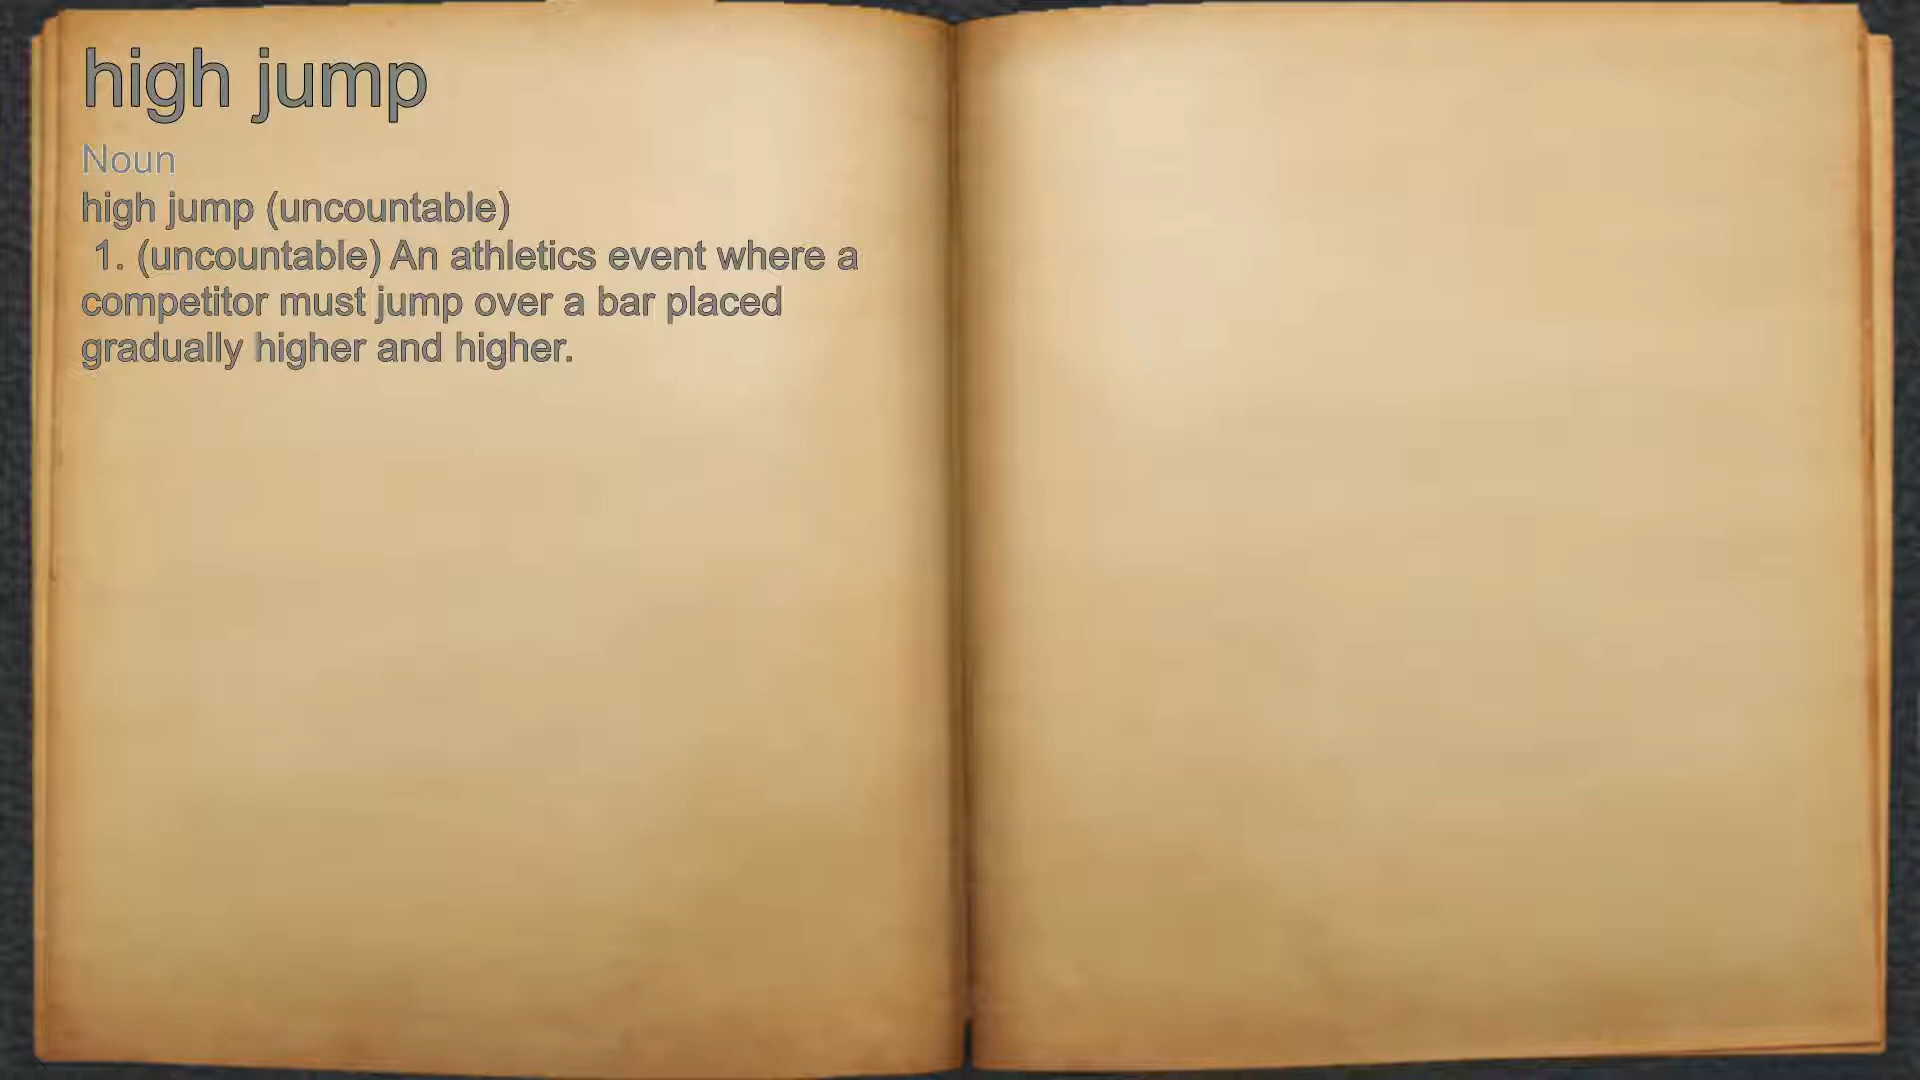 high jump
Noun
high jump (uncountable)
1. (uncountable) An athletics event where a
competitor must jump over a bar placed
gradually higher and higher.